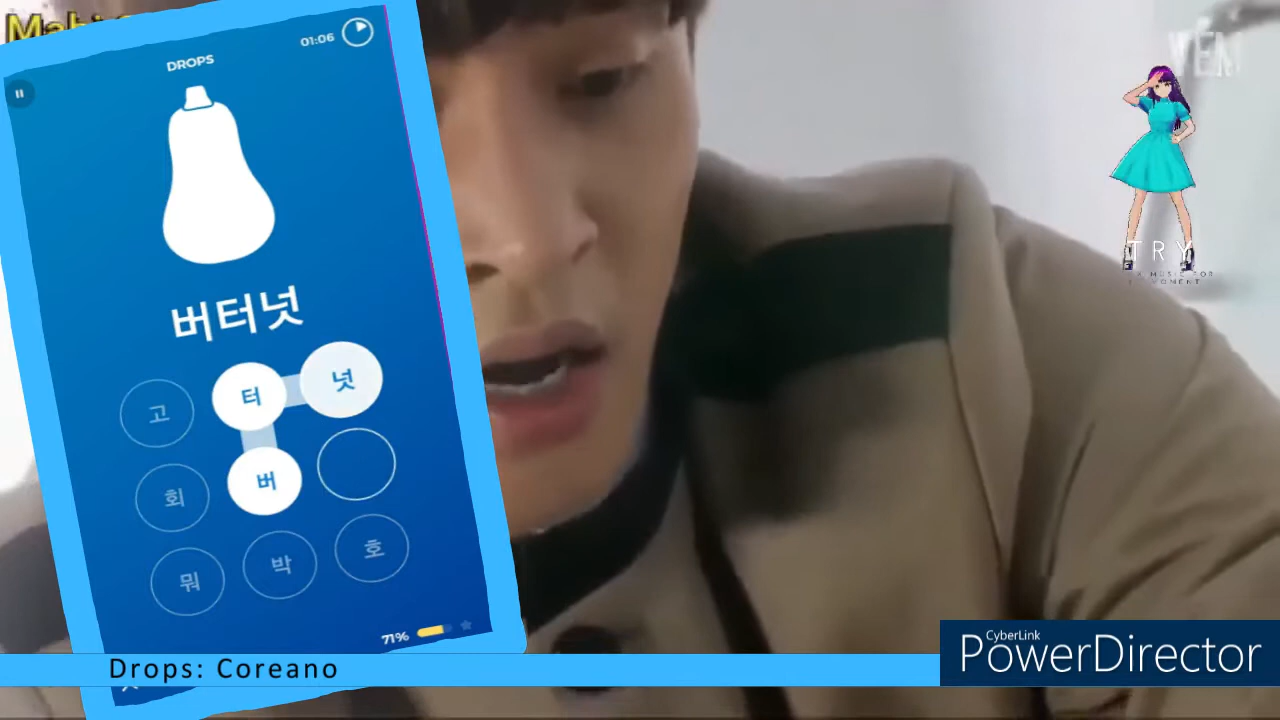 DROPS
01:06
버터넛
고
터
넛
회
버
뭐
박
호
71%
Drops: Coreano
TRY
CyberLink
PowerDirector